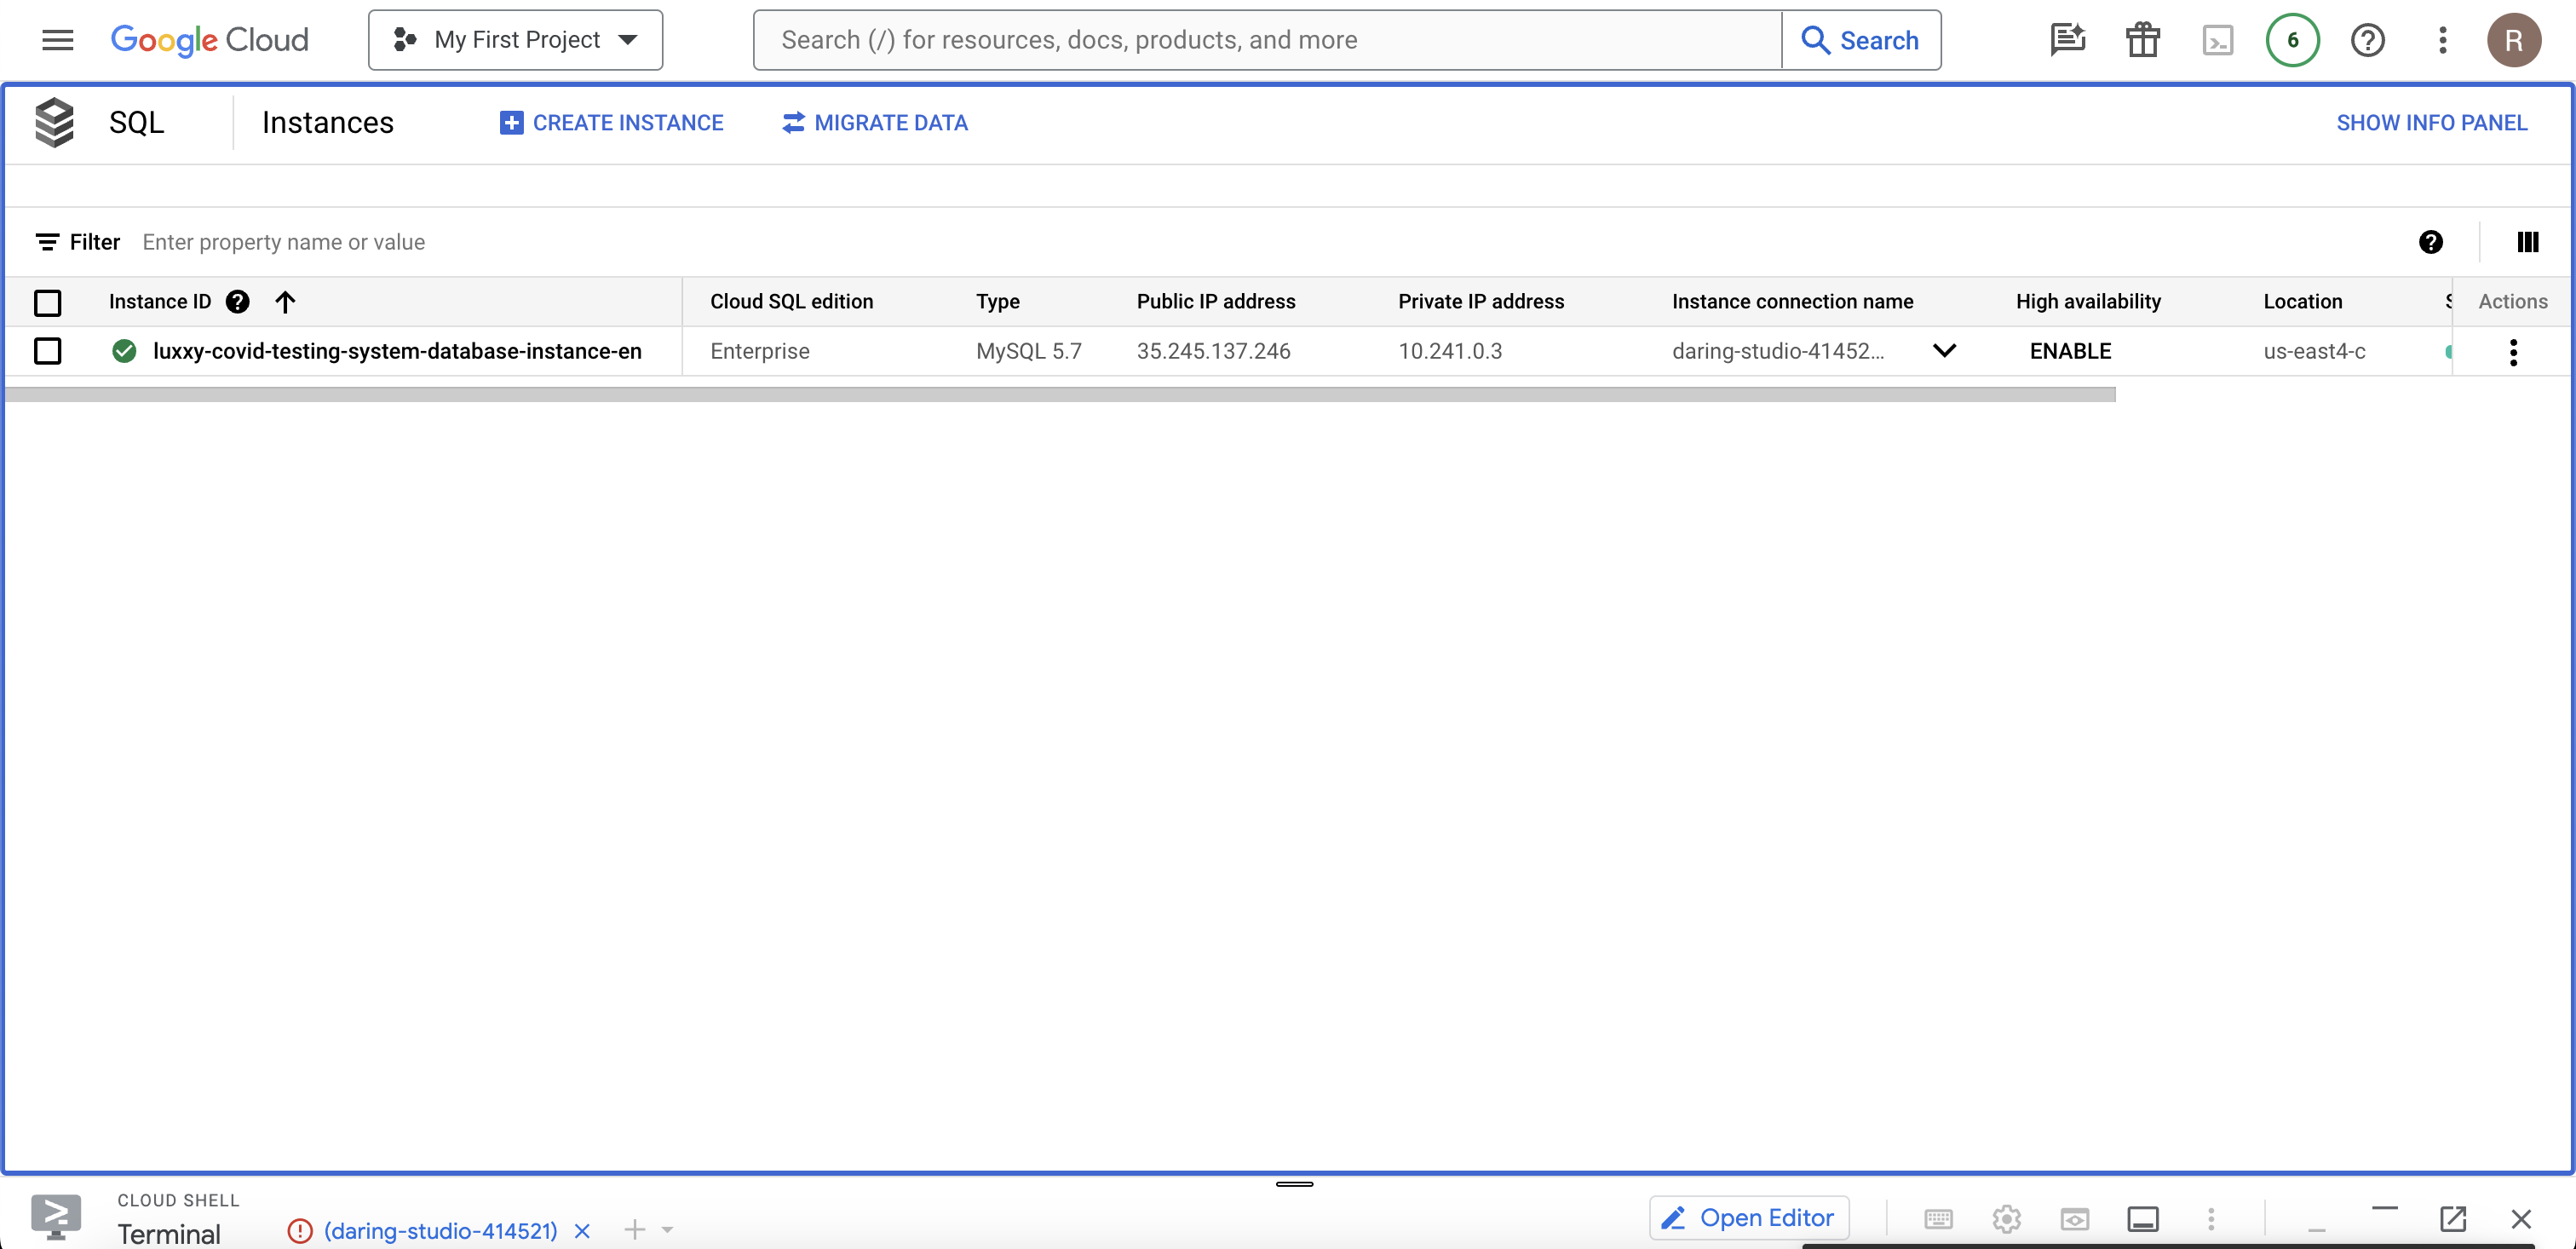 Google Cloud My First Project Search (/) for resources, docs, products, and more Search 6 R
SQL Instances CREATE INSTANCE MIGRATE DATA SHOW INFO PANEL
Filter Enter property name or value
Instance ID Cloud SQL edition Type Public IP address Private IP address Instance connection name High availability Location Actions
luxxy-covid-testing-system-database-instance-en Enterprise MySQL 5.7 35.245.137.246 10.241.0.3 daring-studio-41452... ENABLE us-east4-c
CLOUD SHELL
Terminal (daring-studio-414521) Open Editor